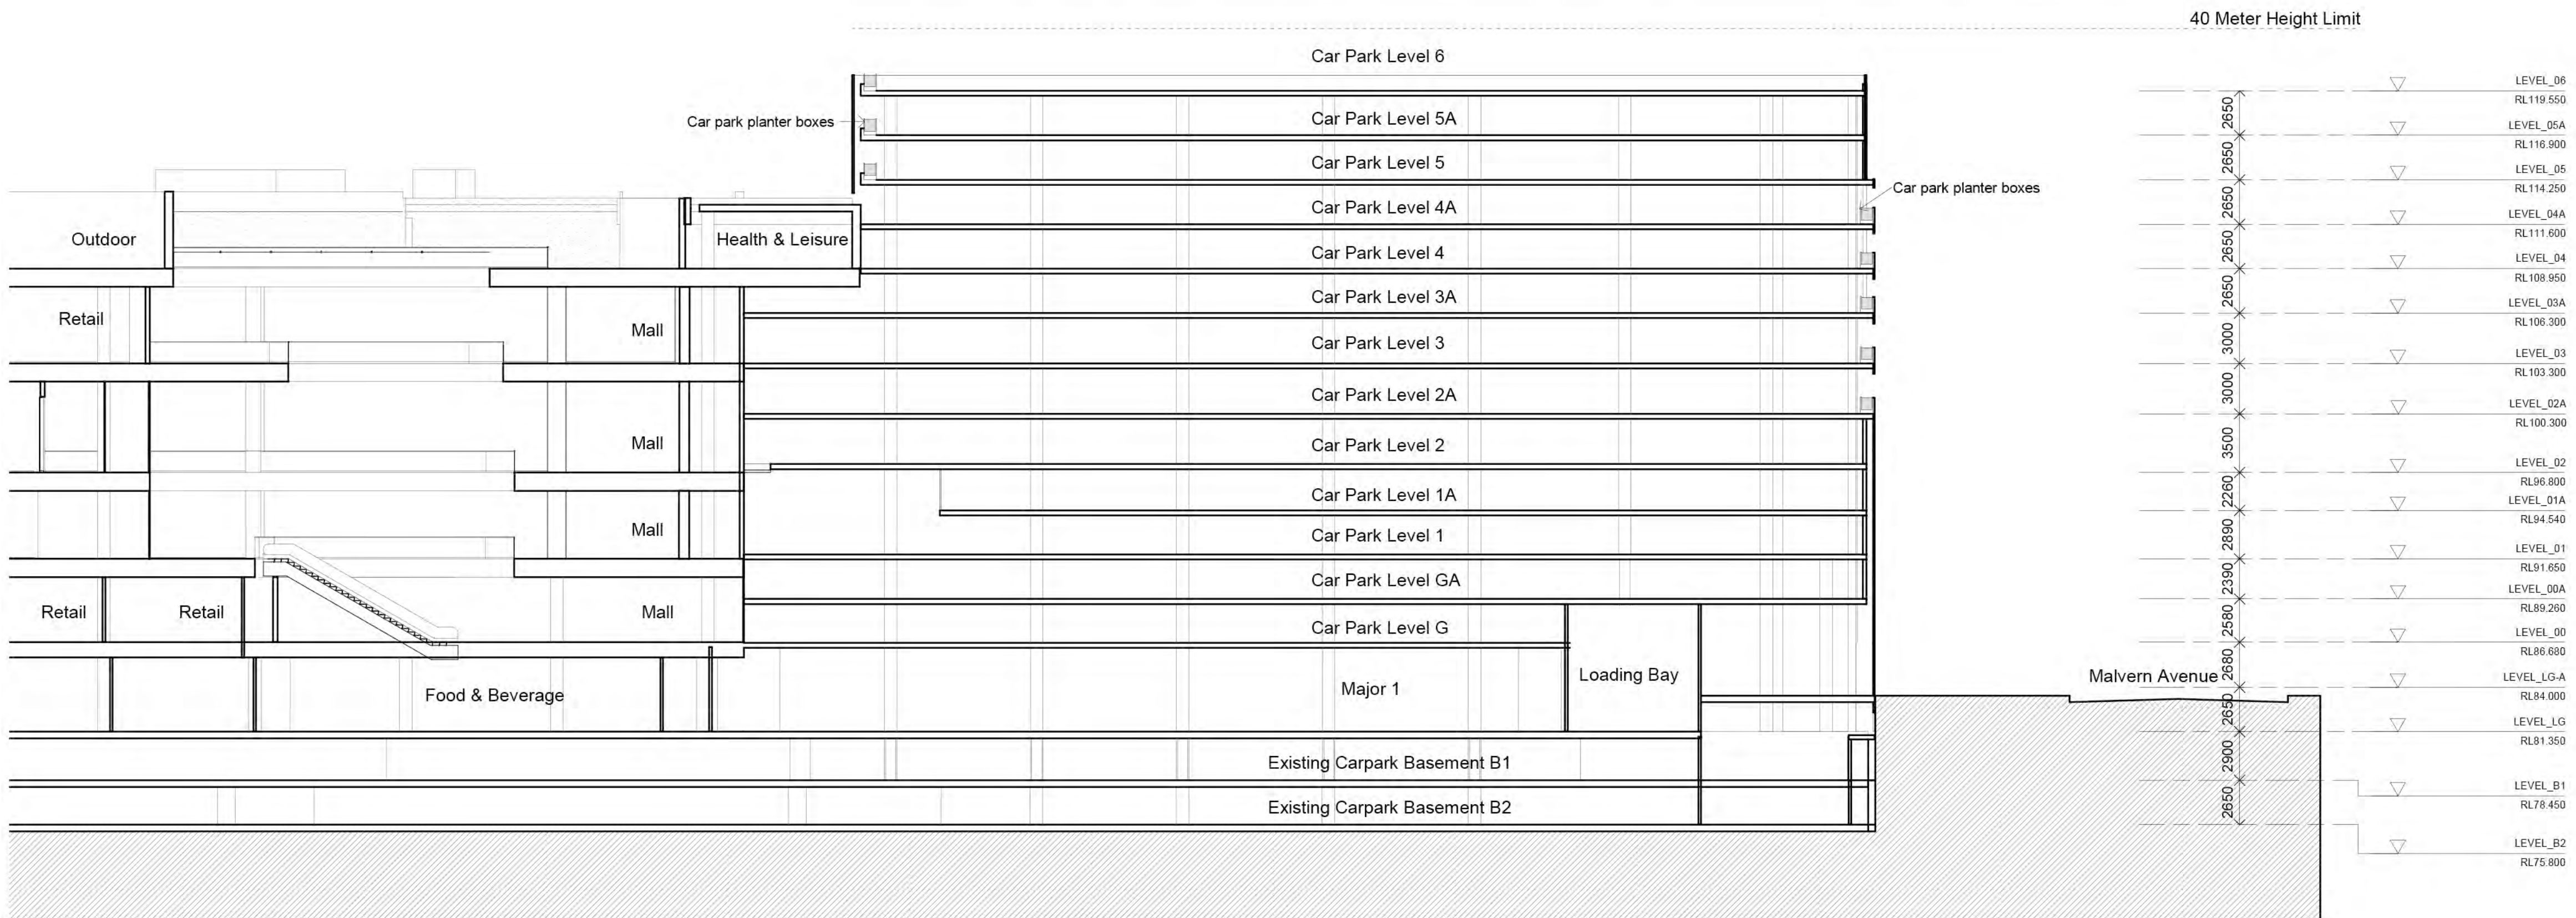 40 Meter Height Limit
Car Park Level 6
Car park planter boxes
Car Park Level 5A
Car Park Level 5
Car park planter boxes
Car Park Level 4A
Outdoor
Health & Leisure
Car Park Level 4
Car Park Level 3A
Retail
Mall
Car Park Level 3
Car Park Level 2A
Mall
Car Park Level 2
Car Park Level 1A
Mall
Car Park Level 1
Car Park Level GA
Retail
Retail
Mall
Car Park Level G
Loading Bay
Malvern Avenue
Food & Beverage
Major 1
Existing Carpark Basement B1
Existing Carpark Basement B2
2650
2650
2650
2650
2650
3000
3000
3500
2260
2890
2390
2580
2680
2650
2900
2650
LEVEL_06
RL119.550
LEVEL_05A
RL116.900
LEVEL_05
RL114.250
LEVEL_04A
RL111.600
LEVEL_04
RL108.950
LEVEL_03A
RL106.300
LEVEL_03
RL103.300
LEVEL_02A
RL100.300
LEVEL_02
RL96.800
LEVEL_01A
RL94.540
LEVEL_01
RL91.650
LEVEL_00A
RL89.260
LEVEL_00
RL86.680
LEVEL_LG-A
RL84.000
LEVEL_LG
RL81.350
LEVEL_B1
RL78.450
LEVEL_B2
RL75.800